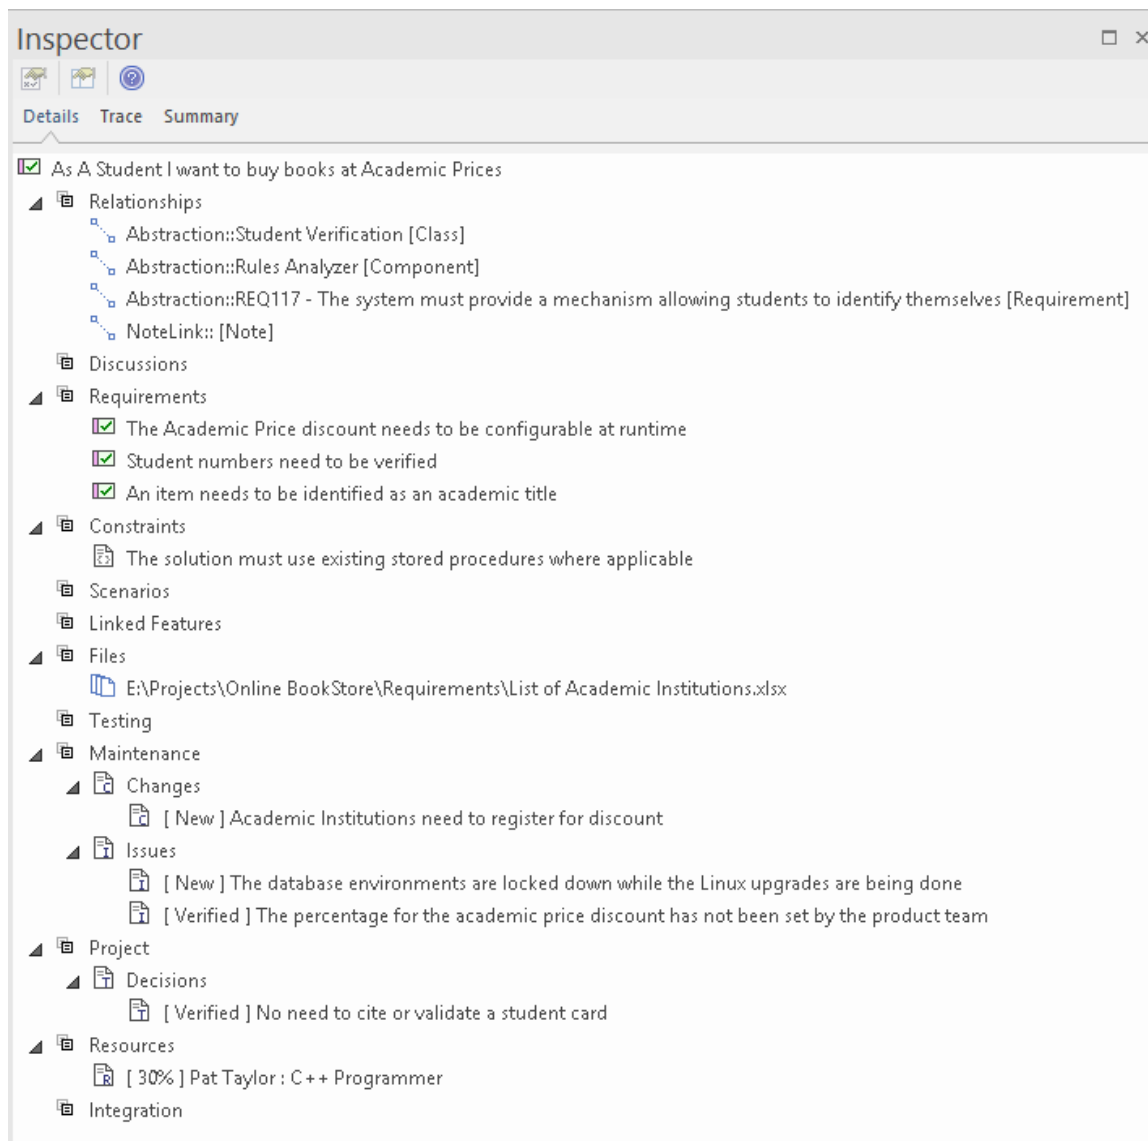 Inspector
Details Trace Summary
As A Student I want to buy books at Academic Prices
Relationships
Abstraction::Student Verification [Class]
Abstraction::Rules Analyzer [Component]
Abstraction::REQ117 - The system must provide a mechanism allowing students to identify themselves [Requirement]
NoteLink:: [Note]
Discussions
Requirements
The Academic Price discount needs to be configurable at runtime
Student numbers need to be verified
An item needs to be identified as an academic title
Constraints
The solution must use existing stored procedures where applicable
Scenarios
Linked Features
Files
E:\Projects\Online BookStore\Requirements\List of Academic Institutions.xlsx
Testing
Maintenance
Changes
[ New ] Academic Institutions need to register for discount
Issues
[ New ] The database environments are locked down while the Linux upgrades are being done
[ Verified ] The percentage for the academic price discount has not been set by the product team
Project
Decisions
[ Verified ] No need to cite or validate a student card
Resources
[ 30% ] Pat Taylor : C++ Programmer
Integration